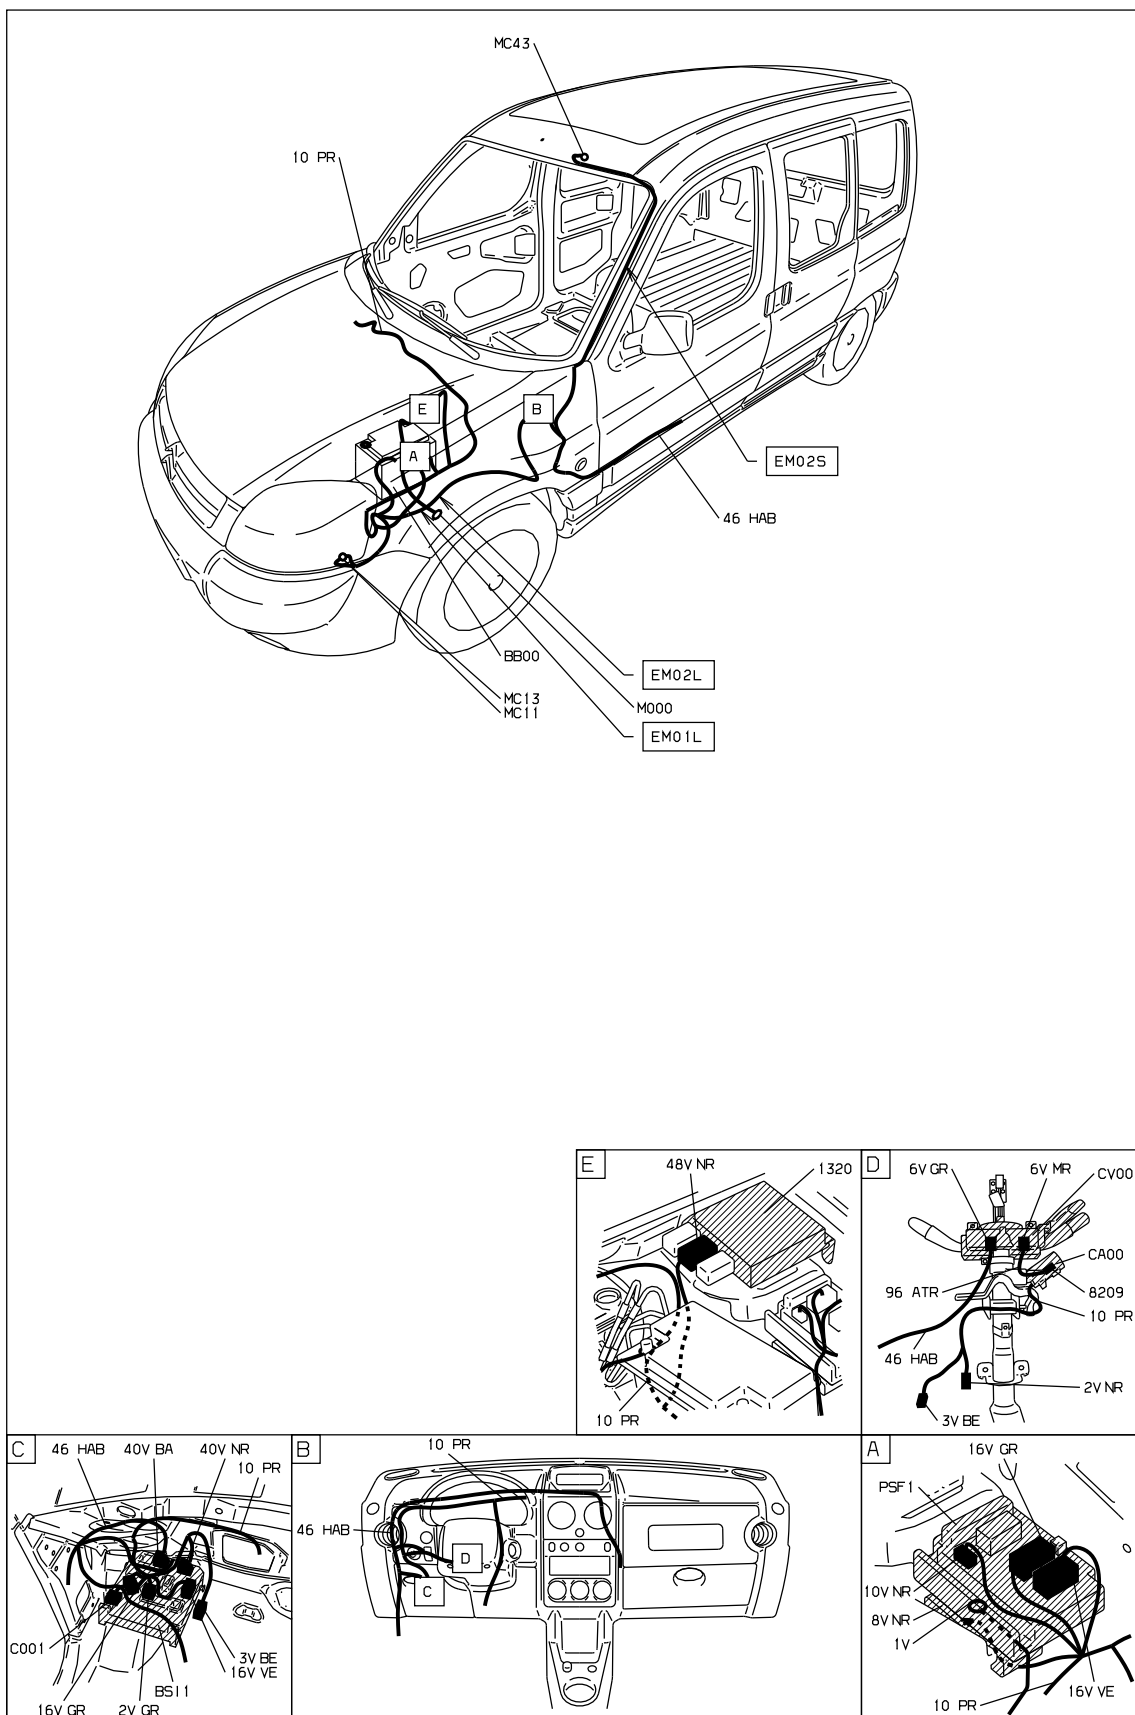 MC43
10 PR
E
B
A
EM02S
46 HAB
BB00
EM02L
MC13
M000
MC11
EM01L
E
48V NR
1320
10 PR
D
6V GR
6V MR
CV00
CA00
96 ATR
8209
10 PR
46 HAB
2V NR
3V BE
C
46 HAB
40V BA
40V NR
10 PR
C001
3V BE
16V VE
BSI1
16V GR
2V GR
B
10 PR
46 HAB
D
C
A
16V GR
PSF1
10V NR
8V NR
1V
16V VE
10 PR